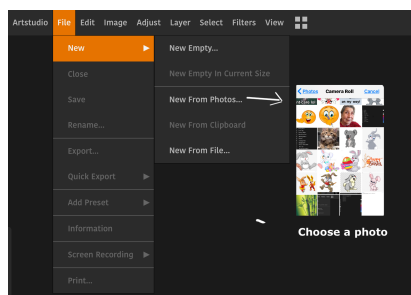 Artstudio File Edit Image Adjust Layer Select Filters View
New
Close
Save
Rename...
Export...
Quick Export
Add Preset
Information
Screen Recording
Print...
New Empty...
New Empty In Current Size
New From Photos...
New From Clipboard
New From File...
Photos Camera Roll Cancel
Choose a photo